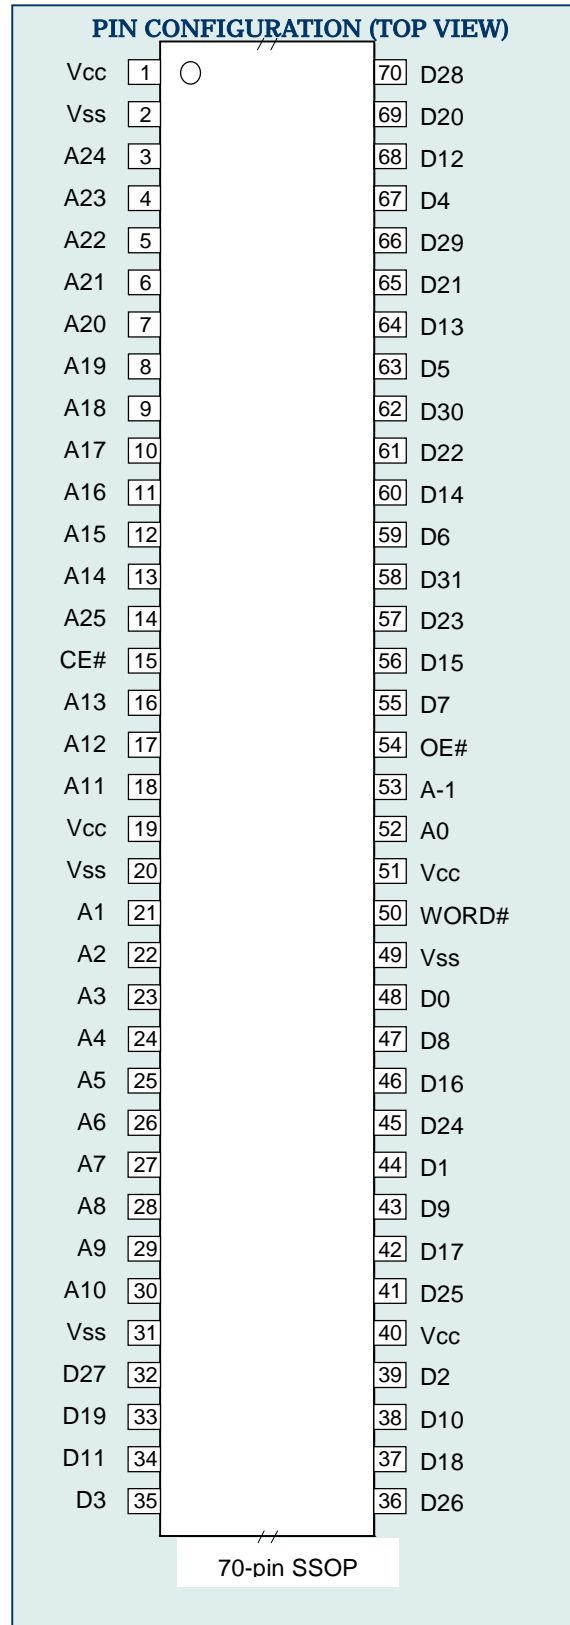 PIN CONFIGURATION (TOP VIEW)
Vcc 1 70 D28
Vss 2 69 D20
A24 3 68 D12
A23 4 67 D4
A22 5 66 D29
A21 6 65 D21
A20 7 64 D13
A19 8 63 D5
A18 9 62 D30
A17 10 61 D22
A16 11 60 D14
A15 12 59 D6
A14 13 58 D31
A25 14 57 D23
CE# 15 56 D15
A13 16 55 D7
A12 17 54 OE#
A11 18 53 A-1
Vcc 19 52 A0
Vss 20 51 Vcc
A1 21 50 WORD#
A2 22 49 Vss
A3 23 48 D0
A4 24 47 D8
A5 25 46 D16
A6 26 45 D24
A7 27 44 D1
A8 28 43 D9
A9 29 42 D17
A10 30 41 D25
Vss 31 40 Vcc
D27 32 39 D2
D19 33 38 D10
D11 34 37 D18
D3 35 36 D26
70-pin SSOP